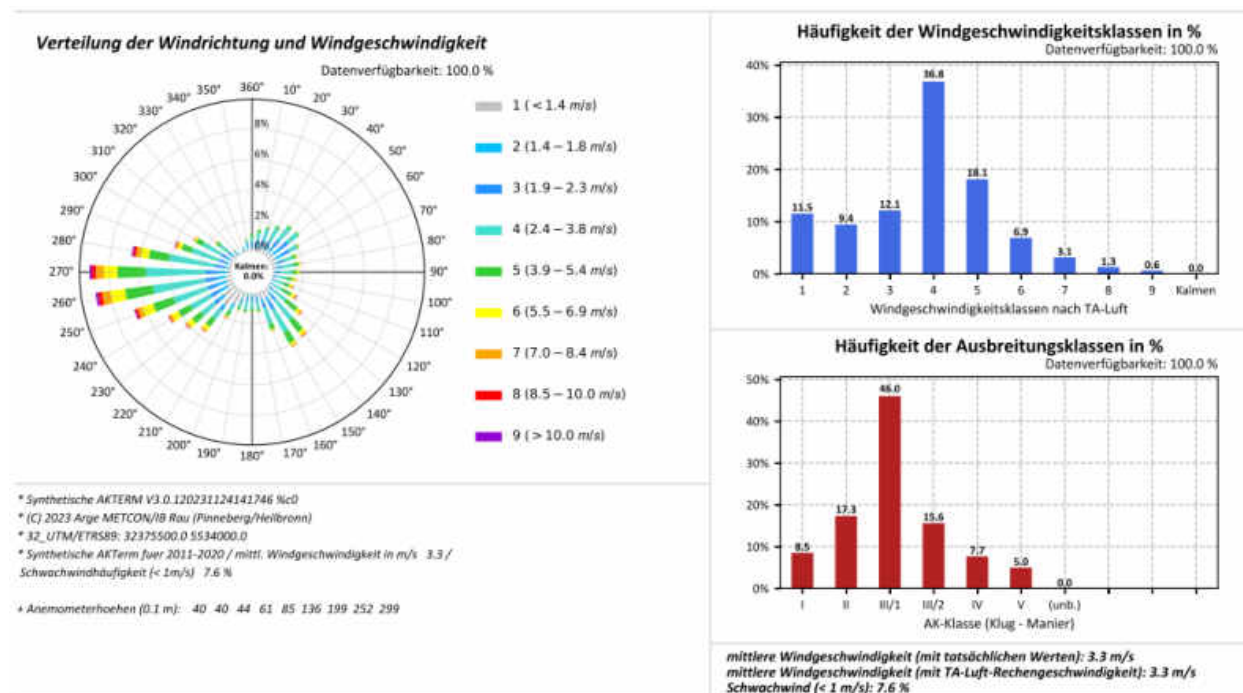 Verteilung der Windrichtung und Windgeschwindigkeit
Datenverfügbarkeit: 100.0 %
360°
10°
20°
30°
40°
50°
60°
70°
80°
90°
100°
110°
120°
130°
140°
150°
160°
170°
180°
190°
200°
210°
220°
230°
240°
250°
260°
270°
280°
290°
300°
310°
320°
330°
340°
350°
8%
6%
4%
2%
0%
Kalmen:
0.0%
1 ( < 1.4 m/s)
2 (1.4 – 1.8 m/s)
3 (1.9 – 2.3 m/s)
4 (2.4 – 3.8 m/s)
5 (3.9 – 5.4 m/s)
6 (5.5 – 6.9 m/s)
7 (7.0 – 8.4 m/s)
8 (8.5 – 10.0 m/s)
9 ( > 10.0 m/s)
* Synthetische AKTERM V3.0.120231124141746 %c0
* (C) 2023 Arge METCON/IB Rau (Pinneberg/Heilbronn)
* 32_UTM/ETRS89: 32375500.0 5534000.0
* Synthetische AKTerm fuer 2011-2020 / mittl. Windgeschwindigkeit in m/s 3.3 /
Schwachwindhäufigkeit (< 1m/s) 7.6 %
+ Anemometerhoehen (0.1 m): 40 40 44 61 85 136 199 252 299
Häufigkeit der Windgeschwindigkeitsklassen in %
Datenverfügbarkeit: 100.0 %
40%
30%
20%
10%
0%
11.5
9.4
12.1
36.8
18.1
6.9
3.1
1.3
0.6
0.0
1 2 3 4 5 6 7 8 9 Kalmen
Windgeschwindigkeitsklassen nach TA-Luft
Häufigkeit der Ausbreitungsklassen in %
Datenverfügbarkeit: 100.0 %
50%
40%
30%
20%
10%
0%
8.5
17.3
46.0
15.6
7.7
5.0
0.0
I II III/1 III/2 IV V (unb.)
AK-Klasse (Klug - Manier)
mittlere Windgeschwindigkeit (mit tatsächlichen Werten): 3.3 m/s
mittlere Windgeschwindigkeit (mit TA-Luft-Rechengeschwindigkeit): 3.3 m/s
Schwachwind (< 1 m/s): 7.6 %